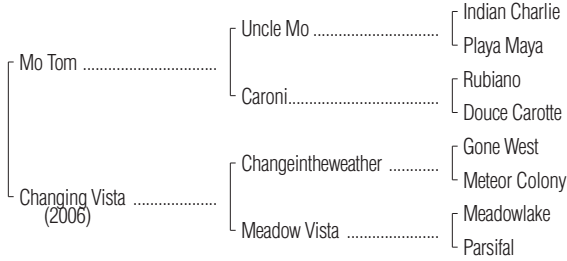 Indian Charlie
Uncle Mo ..................................
Playa Maya
Mo Tom ....................................
Rubiano
Caroni.........................................
Douce Carotte
Gone West
Changeintheweather .............
Meteor Colony
Changing Vista ......................
(2006)
Meadowlake
Meadow Vista .........................
Parsifal